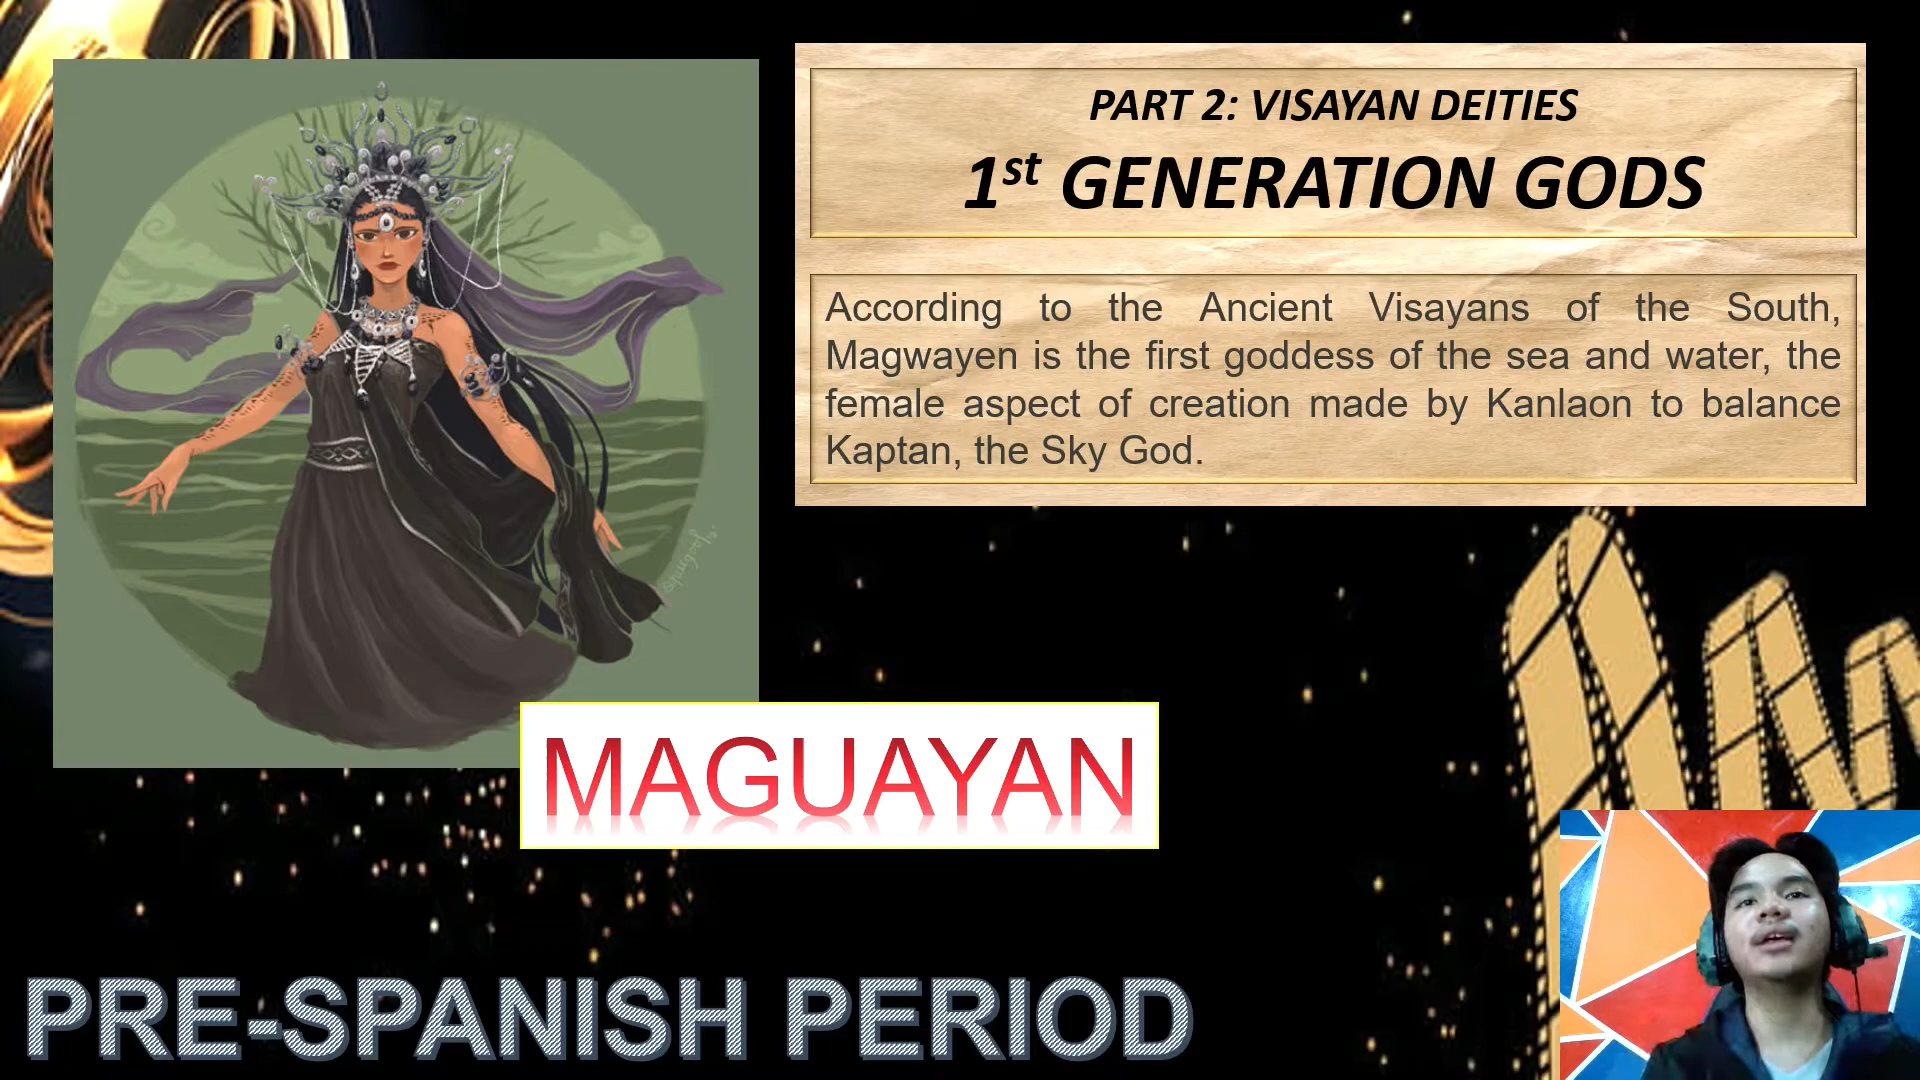 PART 2: VISAYAN DEITIES
1st GENERATION GODS
According to the Ancient Visayans of the South,
Magwayen is the first goddess of the sea and water, the
female aspect of creation made by Kanlaon to balance
Kaptan, the Sky God.
MAGUAYAN
PRE-SPANISH PERIOD